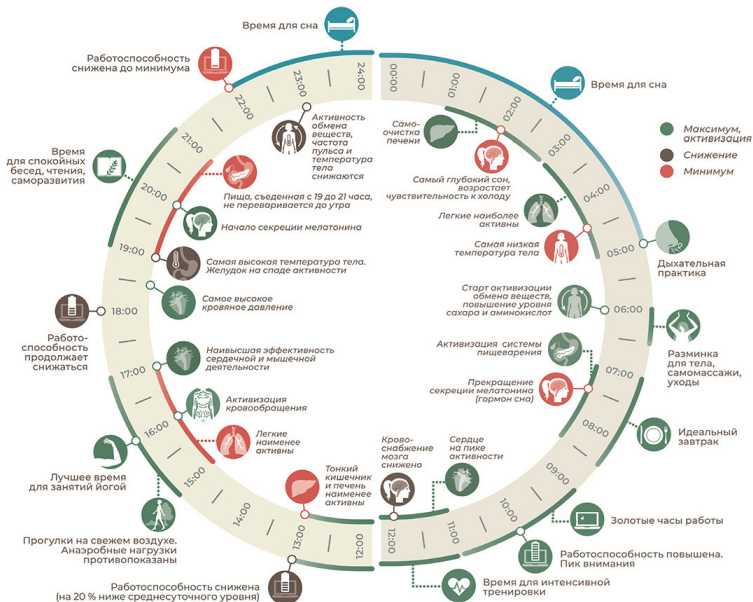 Время для сна
Работоспособность
снижена до минимума
Время
для спокойных
бесед, чтения,
саморазвития
Работо-
способность
продолжает
снижаться
Лучшее время
для занятий йогой
Прогулки на свежем воздухе.
Анаэробные нагрузки
противопоказаны
Работоспособность снижена
(на 20 % ниже среднесуточного уровня)
24:00
23:00
22:00
21:00
20:00
19:00
18:00
17:00
16:00
15:00
14:00
13:00
12:00
Активность
обмена
веществ,
частота
пульса и
температура
тела
снижаются
Пища, съеденная с 19 до 21 часа,
не переваривается до утра
Начало секреции мелатонина
Самая высокая температура тела.
Желудок на спаде активности
Самое высокое
кровяное давление
Наивысшая эффективность
сердечной и мышечной
деятельности
Активизация
кровообращения
Легкие
наименее
активны
Тонкий
кишечник
и печень
наименее
активны
00:00
01:00
02:00
03:00
04:00
05:00
06:00
07:00
08:00
09:00
10:00
11:00
12:00
Само-
очистка
печени
Самый глубокий сон,
возрастает
чувствительность к холоду
Легкие наиболее
активны
Самая низкая
температура тела
Старт активизации
обмена веществ,
повышение уровня
сахара и аминокислот
Активизация системы
пищеварения
Прекращение
секреции мелатонина
(гормон сна)
Крово-
снабжение
мозга
снижено
Сердце
на пике
активности
Время для сна
Максимум,
активизация
Снижение
Минимум
Дыхательная
практика
Разминка
для тела,
самомассажи,
уходы
Идеальный
завтрак
Золотые часы работы
Работоспособность повышена.
Пик внимания
Время для интенсивной
тренировки